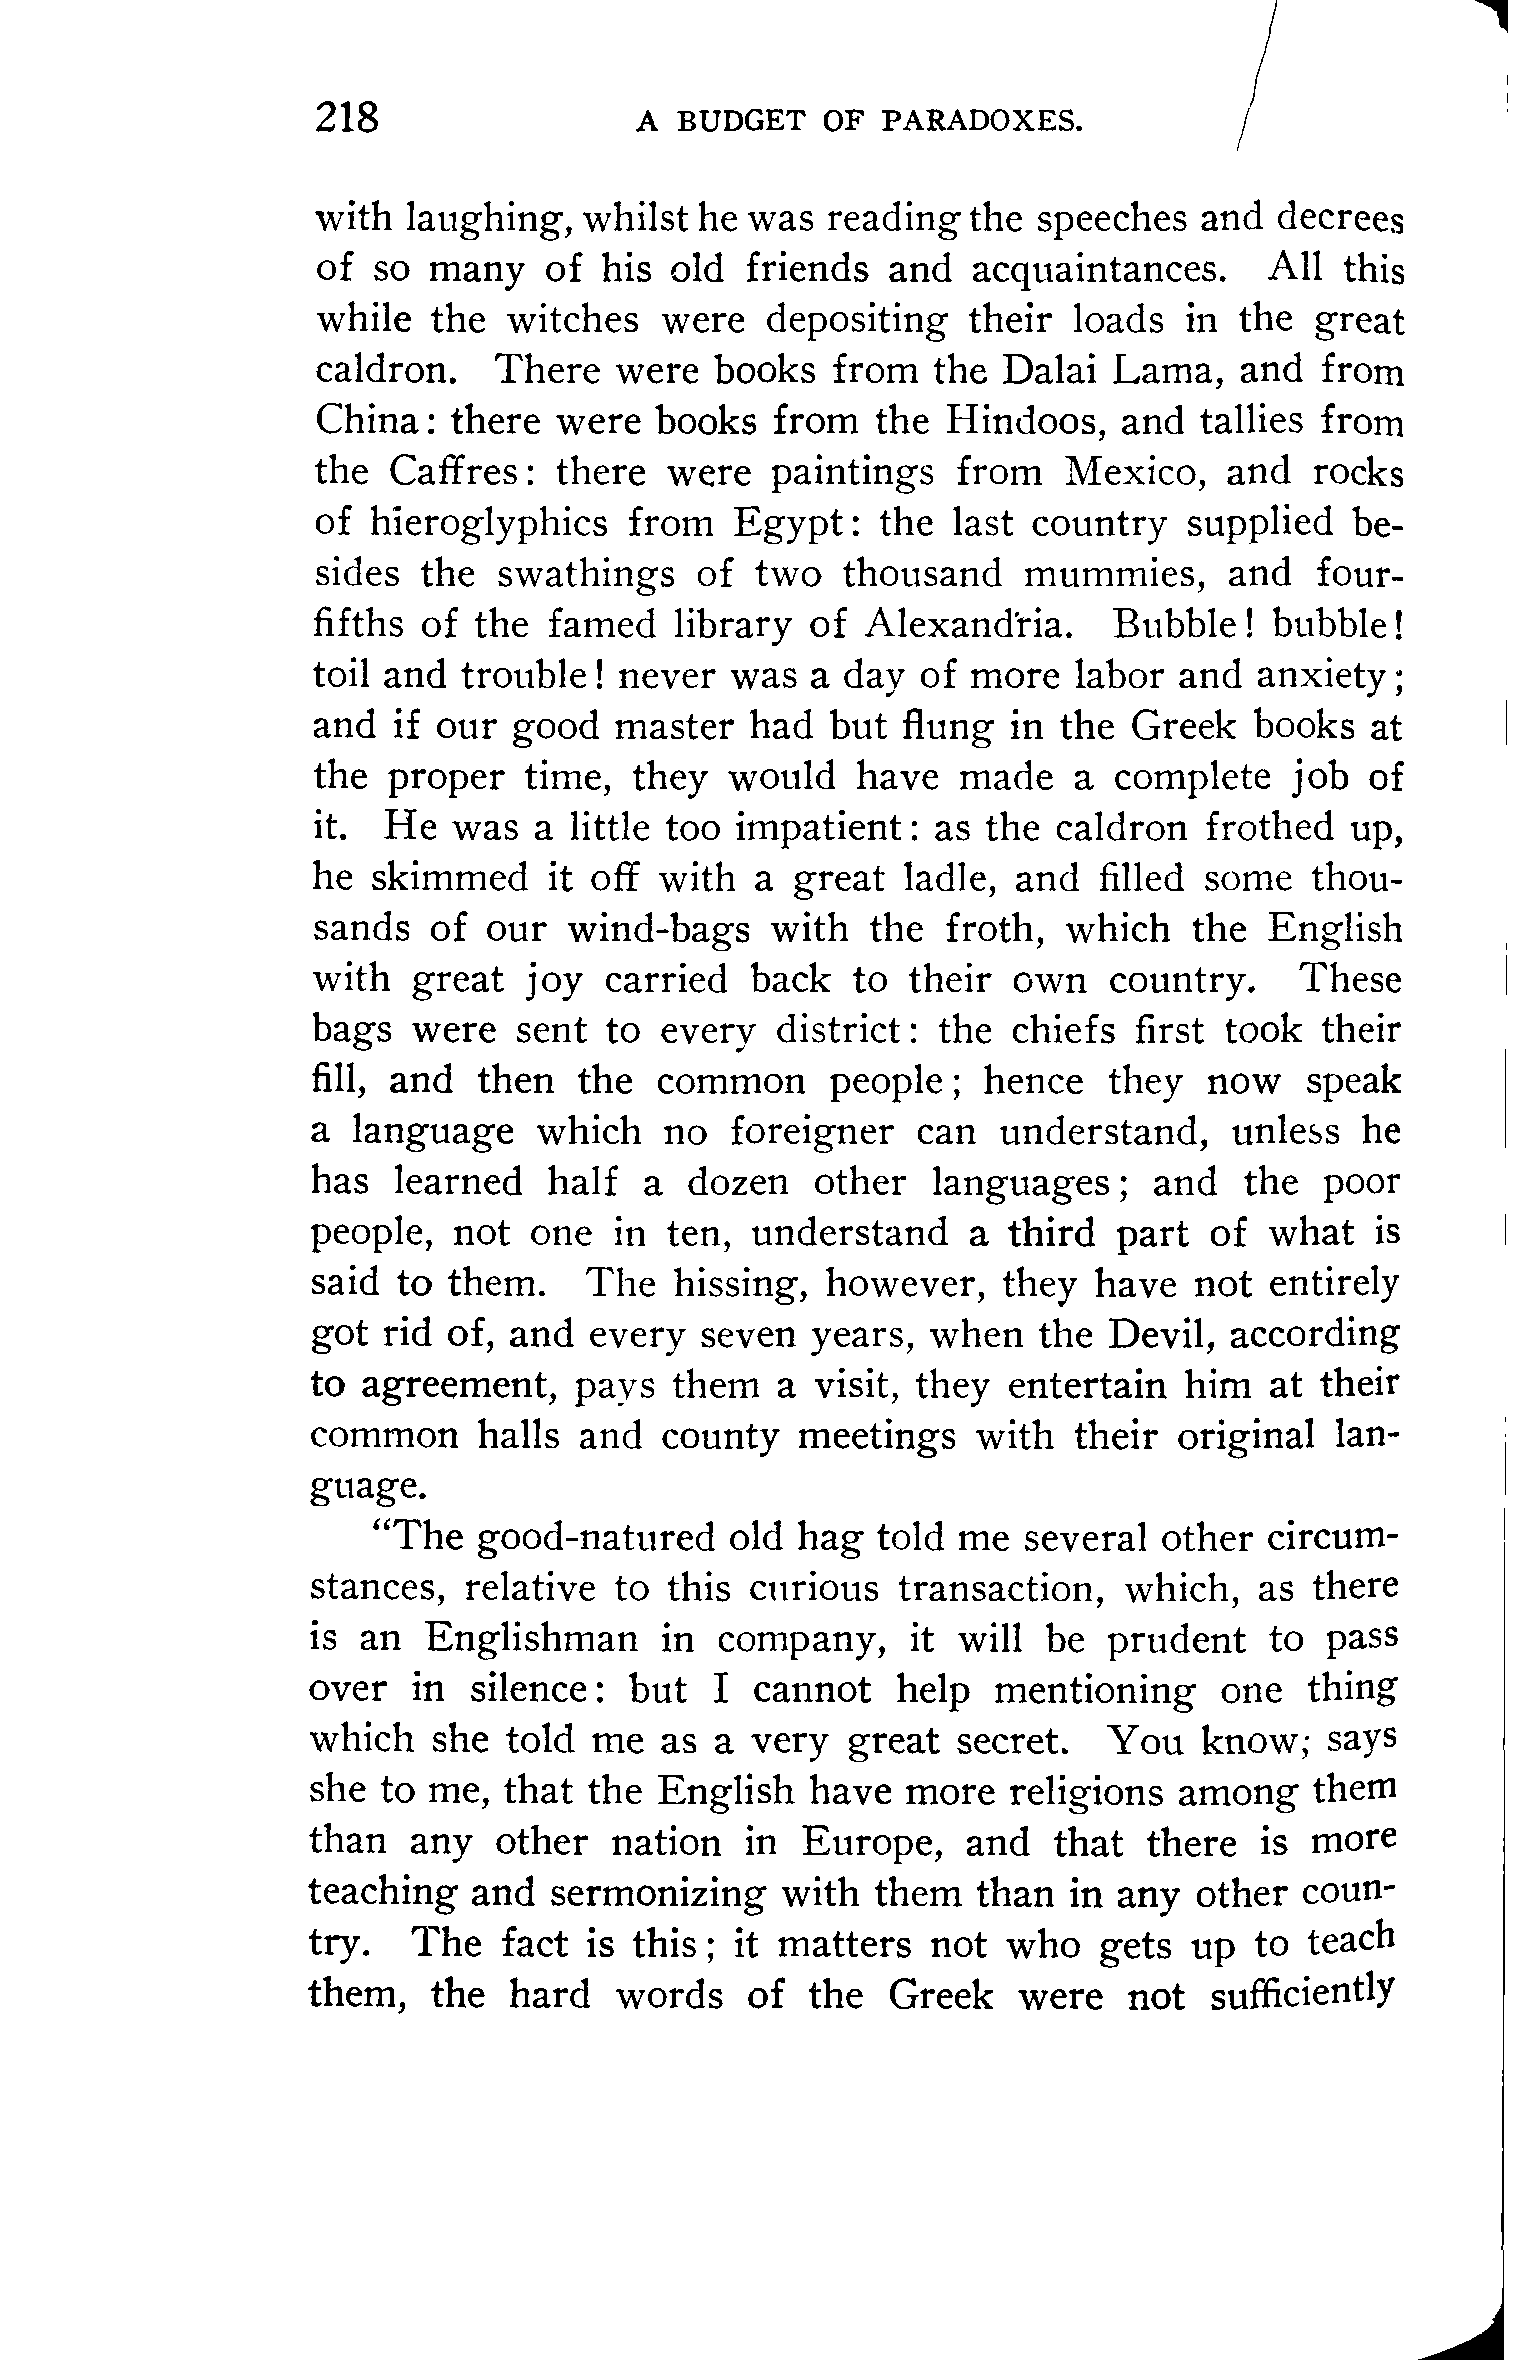 218 A BUDGET OF PARADOXES.
with laughing, whilst he was reading the speeches and decrees
of so many of his old friends and acquaintances. All this
while the witches were depositing their loads in the great
caldron. There were books from the Dalai Lama, and from
China: there were books from the Hindoos, and tallies from
the Caffres: there were paintings from Mexico, and rocks
of hieroglyphics from Egypt: the last country supplied be-
sides the swathings of two thousand mummies, and four-
fifths of the famed library of Alexandria. Bubble! bubble!
toil and trouble! never was a day of more labor and anxiety;
and if our good master had but flung in the Greek books at
the proper time, they would have made a complete job of
it. He was a little too impatient: as the caldron frothed up,
he skimmed it off with a great ladle, and filled some thou-
sands of our wind-bags with the froth, which the English
with great joy carried back to their own country. These
bags were sent to every district: the chiefs first took their
fill, and then the common people; hence they now speak
a language which no foreigner can understand, unless he
has learned half a dozen other languages; and the poor
people, not one in ten, understand a third part of what is
said to them. The hissing, however, they have not entirely
got rid of, and every seven years, when the Devil, according
to agreement, pays them a visit, they entertain him at their
common halls and county meetings with their original lan-
guage.
"The good-natured old hag told me several other circum-
stances, relative to this curious transaction, which, as there
is an Englishman in company, it will be prudent to pass
over in silence: but I cannot help mentioning one thing
which she told me as a very great secret. You know; says
she to me, that the English have more religions among them
than any other nation in Europe, and that there is more
teaching and sermonizing with them than in any other coun-
try. The fact is this; it matters not who gets up to teach
them, the hard words of the Greek were not sufficiently